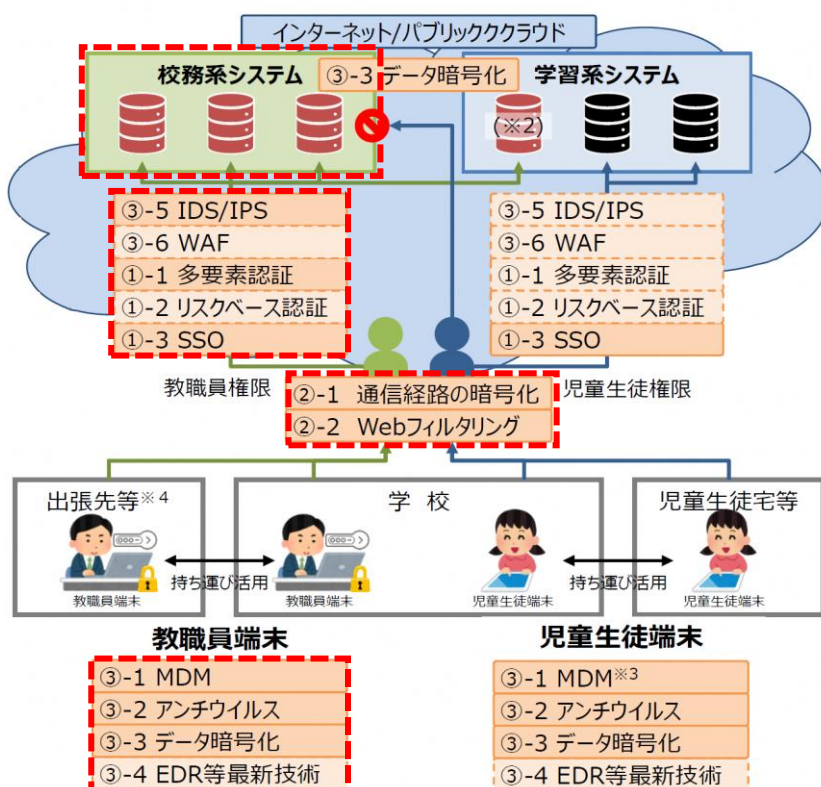 インターネット/パブリッククラウド
校務系システム
③-3 データ暗号化
学習系システム
(※2)
③-5 IDS/IPS
③-6 WAF
①-1 多要素認証
①-2 リスクベース認証
①-3 SSO
③-5 IDS/IPS
③-6 WAF
①-1 多要素認証
①-2 リスクベース認証
①-3 SSO
教職員権限
児童生徒権限
②-1 通信経路の暗号化
②-2 Webフィルタリング
出張先等※4
学 校
児童生徒宅等
持ち運び活用
持ち運び活用
教職員端末
教職員端末
児童生徒端末
児童生徒端末
教職員端末
③-1 MDM
③-2 アンチウイルス
③-3 データ暗号化
③-4 EDR等最新技術
児童生徒端末
③-1 MDM※3
③-2 アンチウイルス
③-3 データ暗号化
③-4 EDR等最新技術